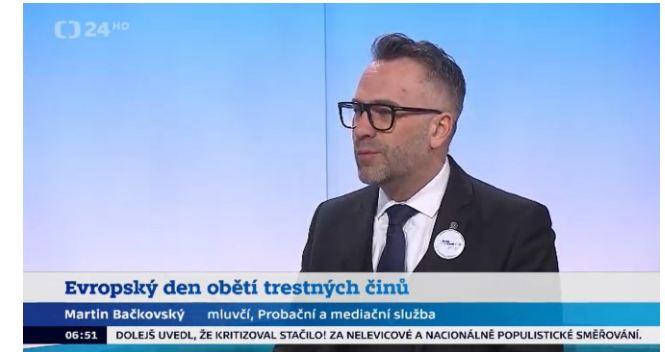 24 HD
Evropský den obětí trestných činů
Martin Bačkovský mluvčí, Probační a mediační služba
06:51 DOLEJŠ UVEDL, ŽE KRITIZOVAL STAČILO! ZA NELEVICOVÉ A NACIONÁLNĚ POPULISTICKÉ SMĚŘOVÁNÍ.